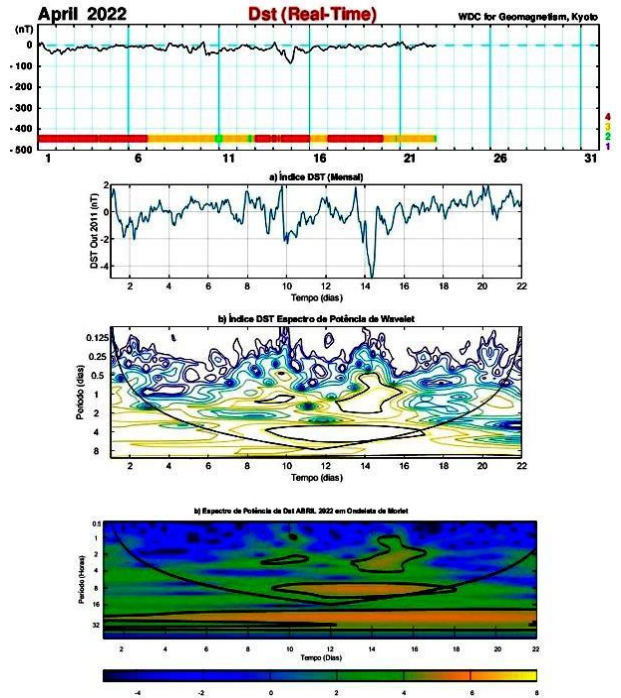 April 2022 Dst (Real-Time) WDC for Geomagnetism, Kyoto
(nT)
0
- 100
- 200
- 300
- 400
- 500
1 6 11 16 21 26 31
4
3
2
1
a) Índice DST (Mensal)
DST Out 2011 (nT)
2
0
-2
-4
2 4 6 8 10 12 14 16 18 20 22
Tempo (dias)
b) Índice DST Espectro de Potência de Wavelet
Período (dias)
0.125
0.25
0.5
1
2
4
8
2 4 6 8 10 12 14 16 18 20 22
Tempo (dias)
b) Espectro de Potência da Dst ABRIL 2022 em Ondeleta de Morlet
Período (Horas)
0.5
1
2
4
8
16
32
2 4 6 8 10 12 14 16 18 20 22
Tempo (Dias)
-4 -2 0 2 4 6 8